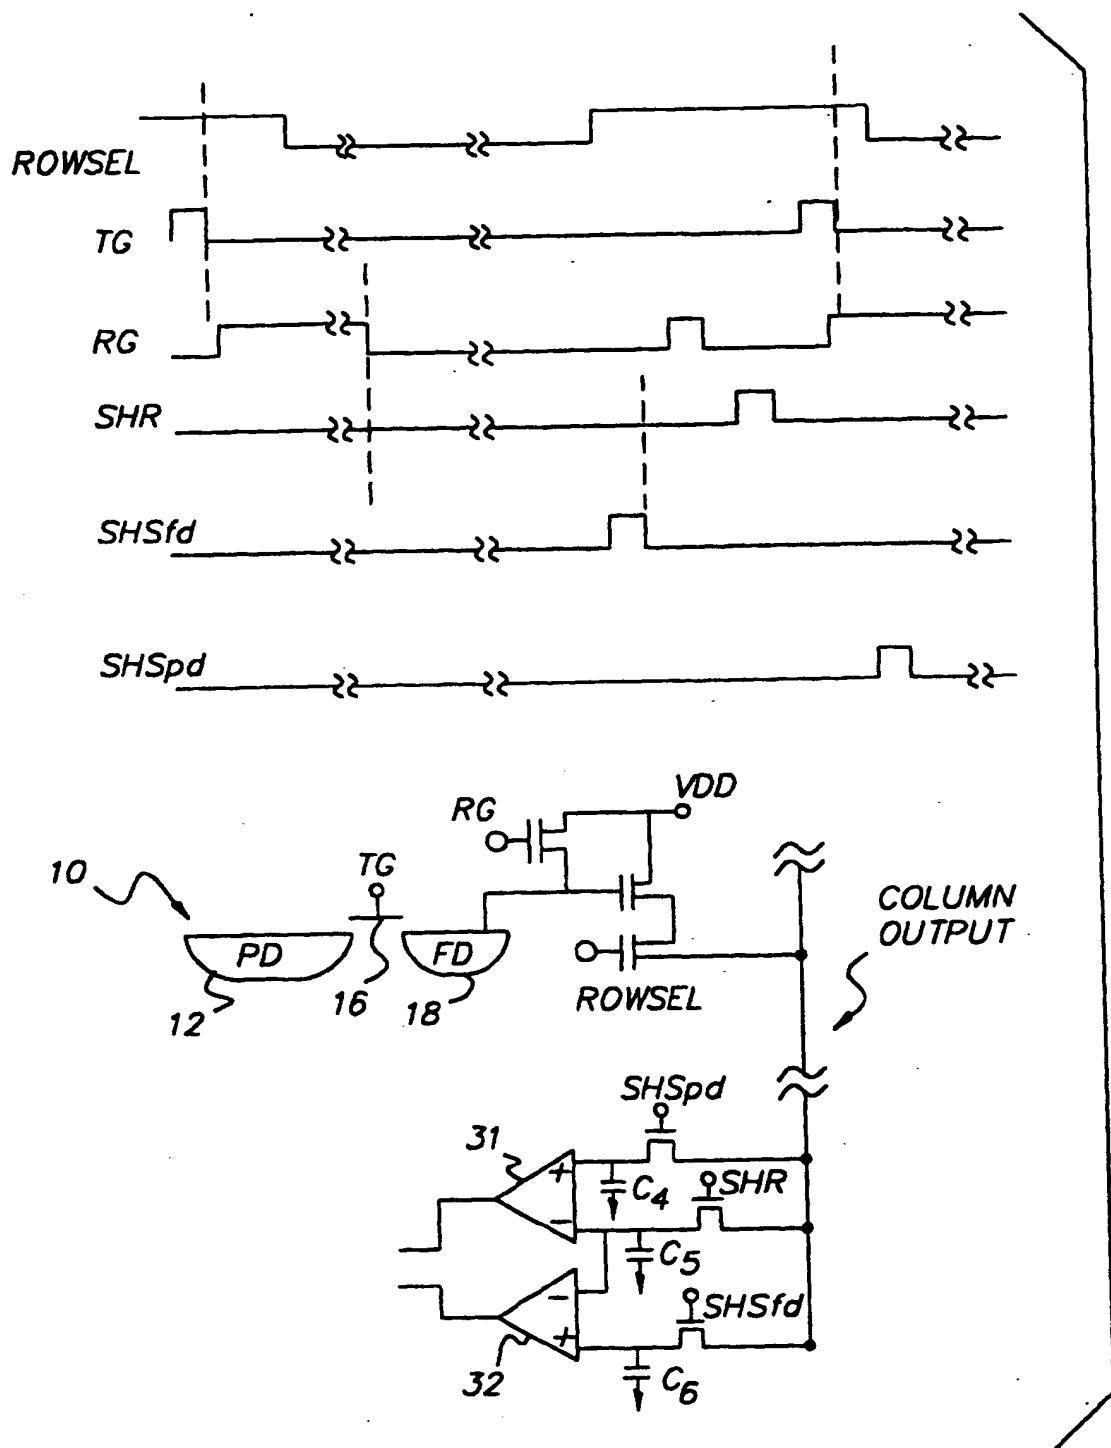 ROWSEL
TG
RG
SHR
SHSfd
SHSpd
VDD
RG
TG
10
PD
FD
12
16
18
ROWSEL
COLUMN
OUTPUT
SHSpd
31
+
C4
SHR
−
C5
−
SHSfd
+
32
C6